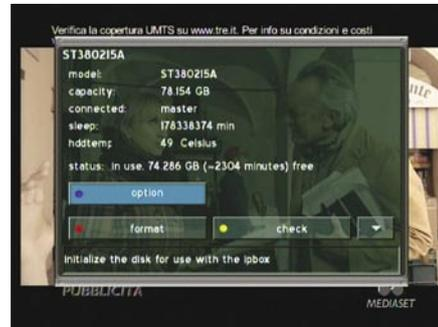 Verifica la copertura UMTS su www.tre.it. Per info su condizioni e costi
ST380215A
model: ST380215A
capacity: 78.154 GB
connected: master
sleep: 178338374 min
hddtemp: 49 Celsius
status: in use. 74.286 GB (~2304 minutes) free
option
format
check
initialize the disk for use with the ipbox
PUBBLICITÀ
MEDIASET